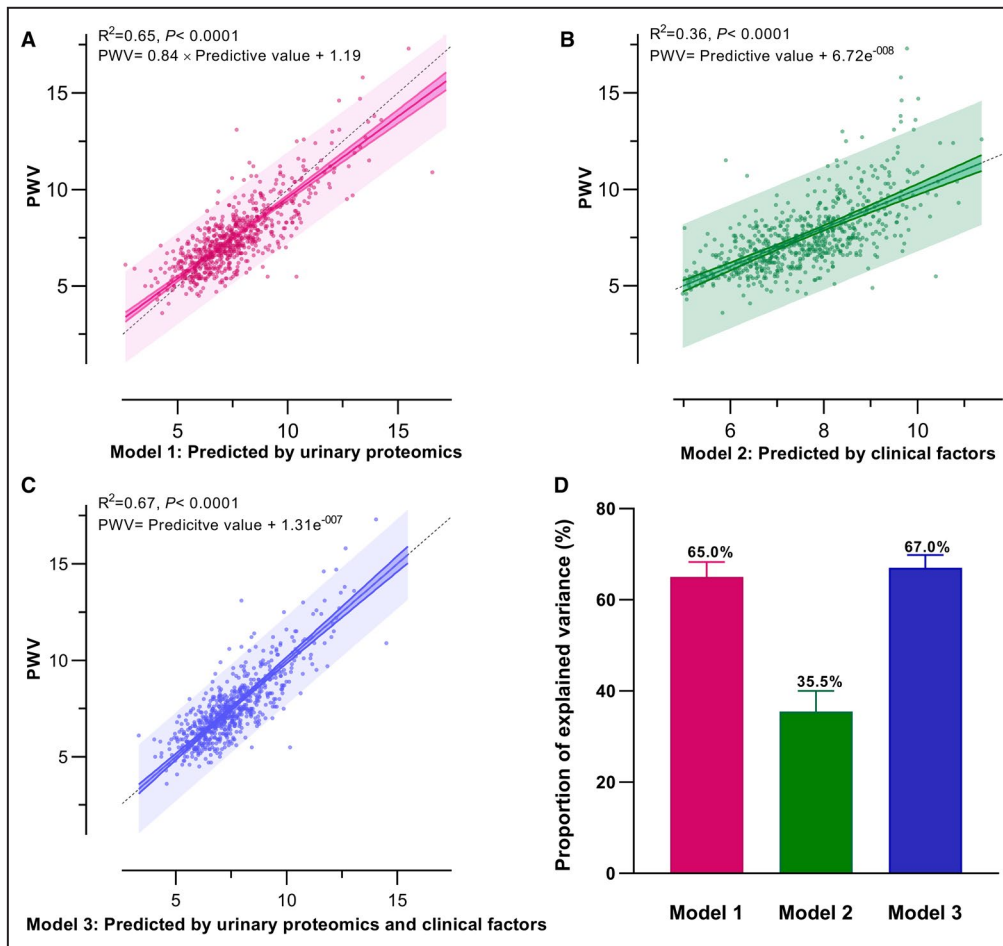 A
R²=0.65, P< 0.0001
PWV= 0.84 × Predictive value + 1.19
PWV
15
10
5
5 10 15
Model 1: Predicted by urinary proteomics
B
R²=0.36, P< 0.0001
PWV= Predictive value + 6.72e⁻⁰⁰⁸
PWV
15
10
5
6 8 10
Model 2: Predicted by clinical factors
C
R²=0.67, P< 0.0001
PWV= Predicitve value + 1.31e⁻⁰⁰⁷
PWV
15
10
5
5 10 15
Model 3: Predicted by urinary proteomics and clinical factors
D
Proportion of explained variance (%)
80
60
40
20
0
65.0%
35.5%
67.0%
Model 1 Model 2 Model 3